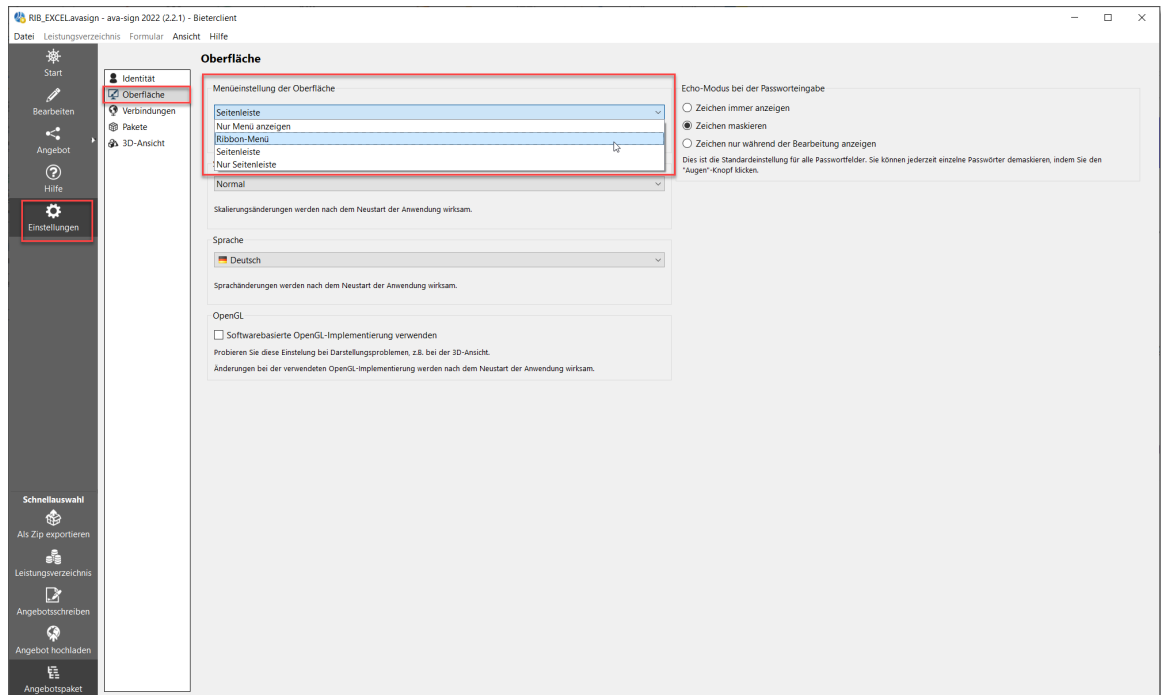 RIB_EXCEL.avasign - ava-sign 2022 (2.2.1) - Bieterclient
Datei Leistungsverzeichnis Formular Ansicht Hilfe
Start
Bearbeiten
Angebot
Hilfe
Einstellungen
Schnellauswahl
Als Zip exportieren
Leistungsverzeichnis
Angebotsschreiben
Angebot hochladen
Angebotspaket
Identität
Oberfläche
Verbindungen
Pakete
3D-Ansicht
Oberfläche
Menüeinstellung der Oberfläche
Seitenleiste
Nur Menü anzeigen
Ribbon-Menü
Seitenleiste
Nur Seitenleiste
Normal
Skalierungsänderungen werden nach dem Neustart der Anwendung wirksam.
Sprache
Deutsch
Sprachänderungen werden nach dem Neustart der Anwendung wirksam.
OpenGL
Softwarebasierte OpenGL-Implementierung verwenden
Probieren Sie diese Einstelung bei Darstellungsproblemen, z.B. bei der 3D-Ansicht.
Änderungen bei der verwendeten OpenGL-Implementierung werden nach dem Neustart der Anwendung wirksam.
Echo-Modus bei der Passworteingabe
Zeichen immer anzeigen
Zeichen maskieren
Zeichen nur während der Bearbeitung anzeigen
Dies ist die Standardeinstellung für alle Passwortfelder. Sie können jederzeit einzelne Passwörter demaskieren, indem Sie den
"Augen"-Knopf klicken.